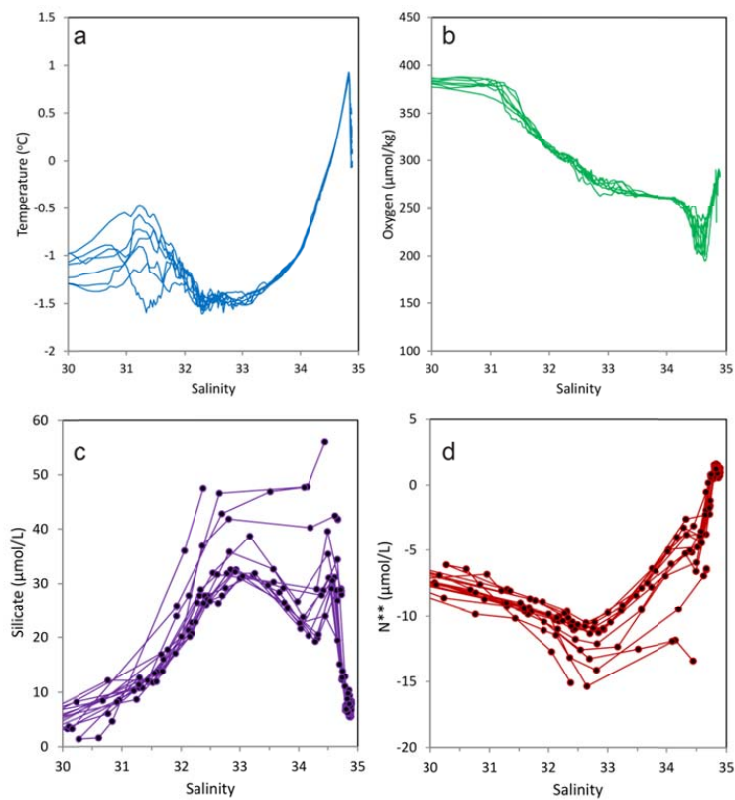 a
Temperature (°C)
1.5
1
0.5
0
-0.5
-1
-1.5
-2
30 31 32 33 34 35
Salinity
b
Oxygen (µmol/kg)
450
400
350
300
250
200
150
100
30 31 32 33 34 35
Salinity
c
Silicate (µmol/L)
60
50
40
30
20
10
0
30 31 32 33 34 35
Salinity
d
N** (µmol/L)
5
0
-5
-10
-15
-20
30 31 32 33 34 35
Salinity